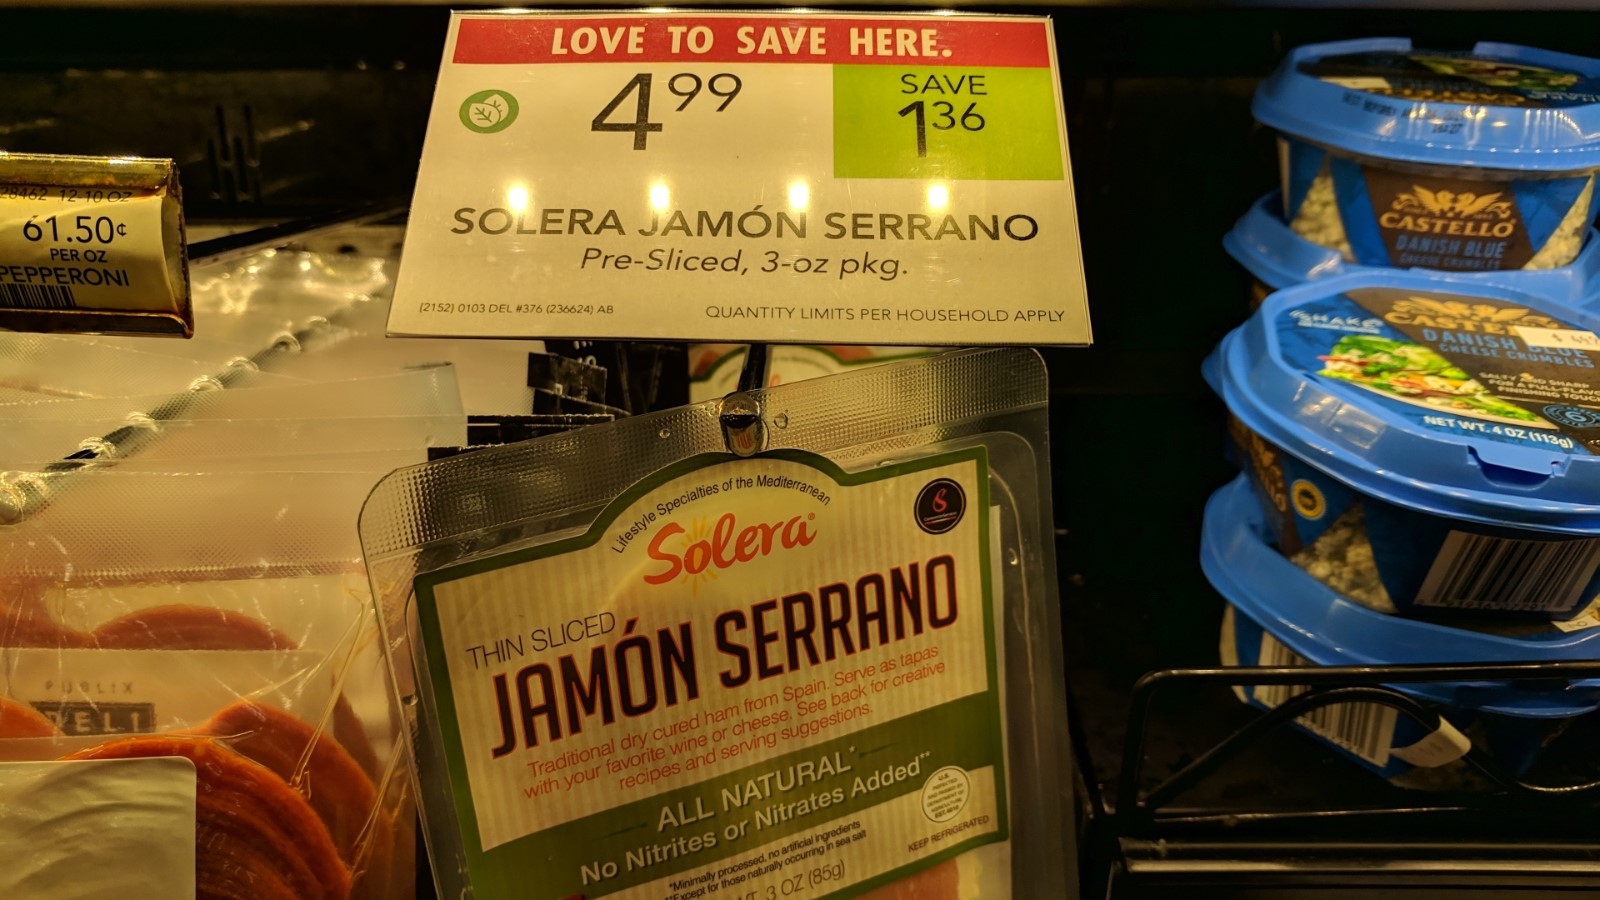 LOVE TO SAVE HERE.
4 99
SAVE
1 36
SOLERA JAMÓN SERRANO
Pre-Sliced, 3-oz pkg.
(2152) 0103 DEL #376 (236624) AB
QUANTITY LIMITS PER HOUSEHOLD APPLY
28462 12-10 OZ
61.50¢
PER OZ
PEPPERONI
PUBLIX
DELI
Lifestyle Specialties of the Mediterranean
Solera®
THIN SLICED
JAMÓN SERRANO
Traditional dry cured ham from Spain. Serve as tapas
with your favorite wine or cheese. See back for creative
recipes and serving suggestions.
ALL NATURAL*
No Nitrites or Nitrates Added**
*Minimally processed, no artificial ingredients
**Except for those naturally occurring in sea salt
KEEP REFRIGERATED
3 OZ (85g)
CASTELLO
DANISH BLUE
CHEESE CRUMBLES
SHAKE
DANISH BLUE
CHEESE CRUMBLES
NET WT. 4 OZ (113g)